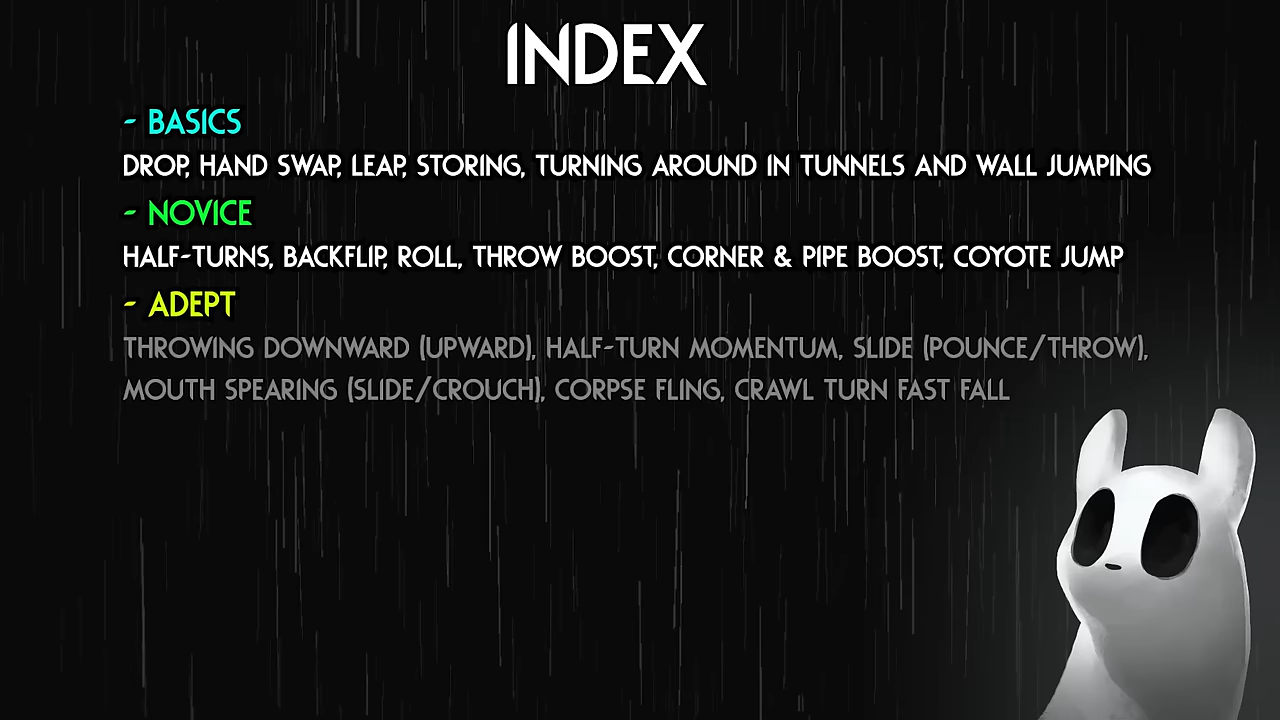 INDEX
- BASICS
DROP, HAND SWAP, LEAP, STORING, TURNING AROUND IN TUNNELS AND WALL JUMPING
- NOVICE
HALF-TURNS, BACKFLIP, ROLL, THROW BOOST, CORNER & PIPE BOOST, COYOTE JUMP
- ADEPT
THROWING DOWNWARD (UPWARD), HALF-TURN MOMENTUM, SLIDE (POUNCE/THROW),
MOUTH SPEARING (SLIDE/CROUCH), CORPSE FLING, CRAWL TURN FAST FALL